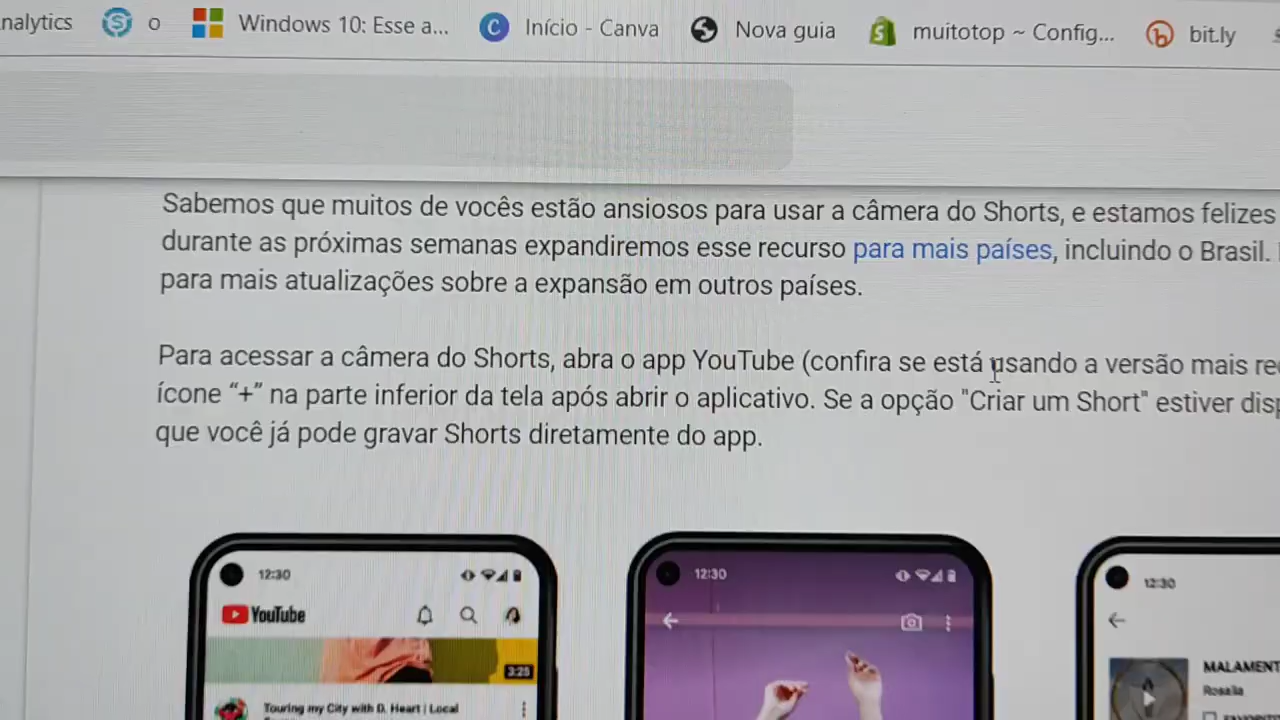 nalytics
o
Windows 10: Esse a...
Início - Canva
Nova guia
muitotop ~ Config...
bit.ly
Sabemos que muitos de vocês estão ansiosos para usar a câmera do Shorts, e estamos felizes
durante as próximas semanas expandiremos esse recurso para mais países, incluindo o Brasil.
para mais atualizações sobre a expansão em outros países.
Para acessar a câmera do Shorts, abra o app YouTube (confira se está usando a versão mais re
ícone “+” na parte inferior da tela após abrir o aplicativo. Se a opção "Criar um Short" estiver disp
que você já pode gravar Shorts diretamente do app.
12:30
YouTube
3:25
Touring my City with D. Heart | Local
12:30
12:30
MALAMENT
Rosalía